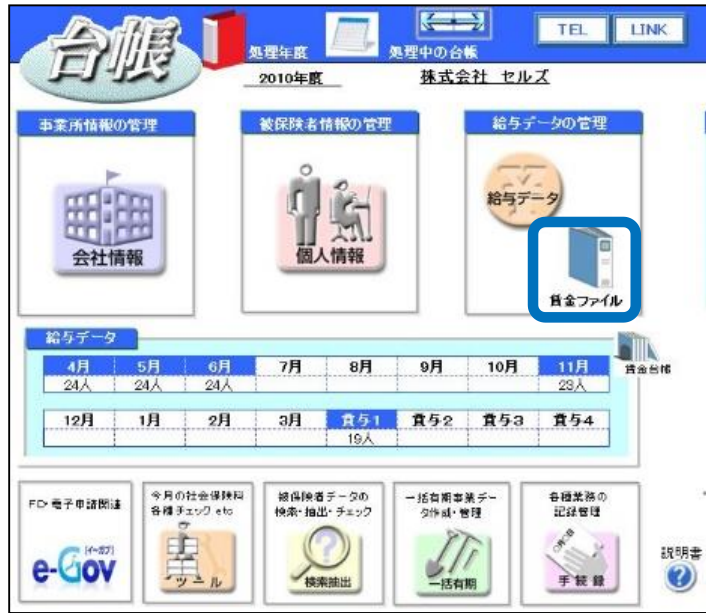 台帳
処理年度
処理中の台帳
TEL
LINK
2010年度
株式会社 セルズ
事業所情報の管理
被保険者情報の管理
給与データの管理
会社情報
個人情報
給与データ
賃金ファイル
給与データ
賃金台帳
4月 5月 6月 7月 8月 9月 10月 11月
24人 24人 24人 23人
12月 1月 2月 3月 賞与1 賞与2 賞与3 賞与4
19人
FD・電子申請関連
今月の社会保険料
各種チェック etc
被保険者データの
検索・抽出・チェック
一括有期事業デー
タ作成・管理
各種業務の
記録管理
e-Gov
[イーガブ]
ツール
検索抽出
一括有期
手続録
説明書